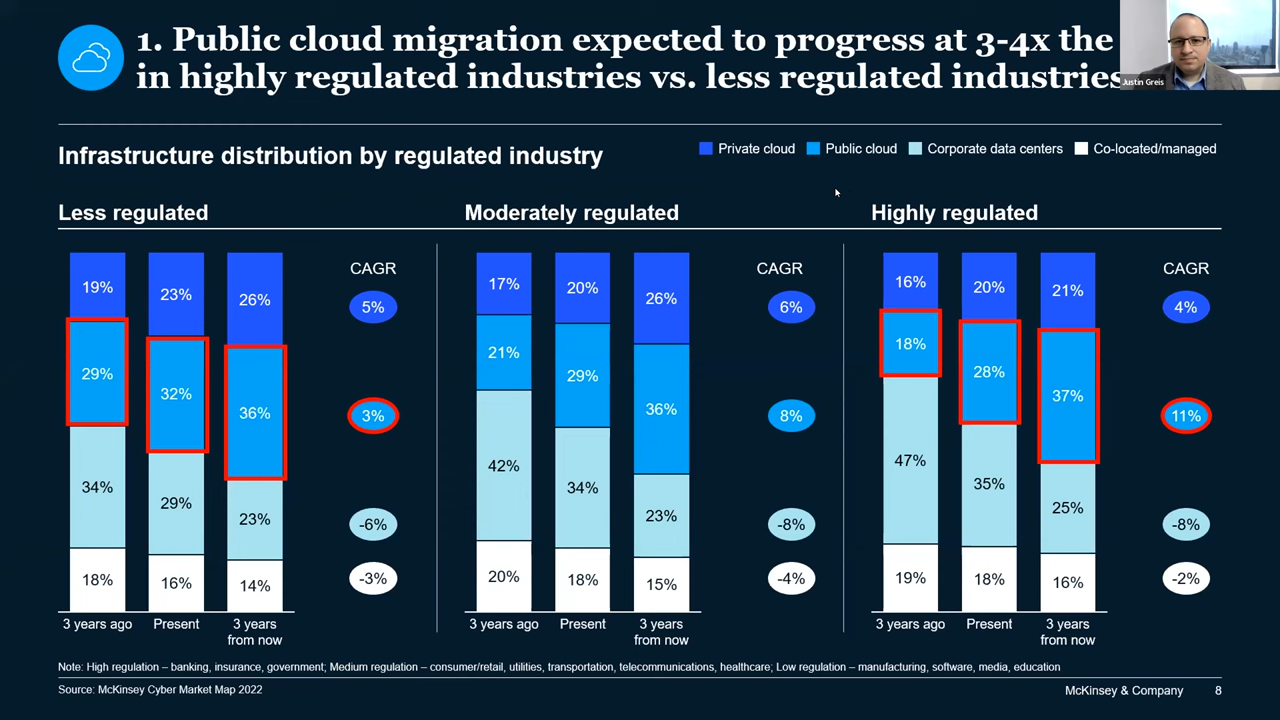 1. Public cloud migration expected to progress at 3-4x the
in highly regulated industries vs. less regulated industries
Justin Greis
Infrastructure distribution by regulated industry
Private cloud Public cloud Corporate data centers Co-located/managed
Less regulated
19% 23% 26%
29% 32% 36%
34% 29% 23%
18% 16% 14%
3 years ago Present 3 years
from now
CAGR
5%
3%
-6%
-3%
Moderately regulated
17% 20% 26%
21% 29% 36%
42% 34% 23%
20% 18% 15%
3 years ago Present 3 years
from now
CAGR
6%
8%
-8%
-4%
Highly regulated
16% 20% 21%
18% 28% 37%
47% 35% 25%
19% 18% 16%
3 years ago Present 3 years
from now
CAGR
4%
11%
-8%
-2%
Note: High regulation – banking, insurance, government; Medium regulation – consumer/retail, utilities, transportation, telecommunications, healthcare; Low regulation – manufacturing, software, media, education
Source: McKinsey Cyber Market Map 2022
McKinsey & Company 8